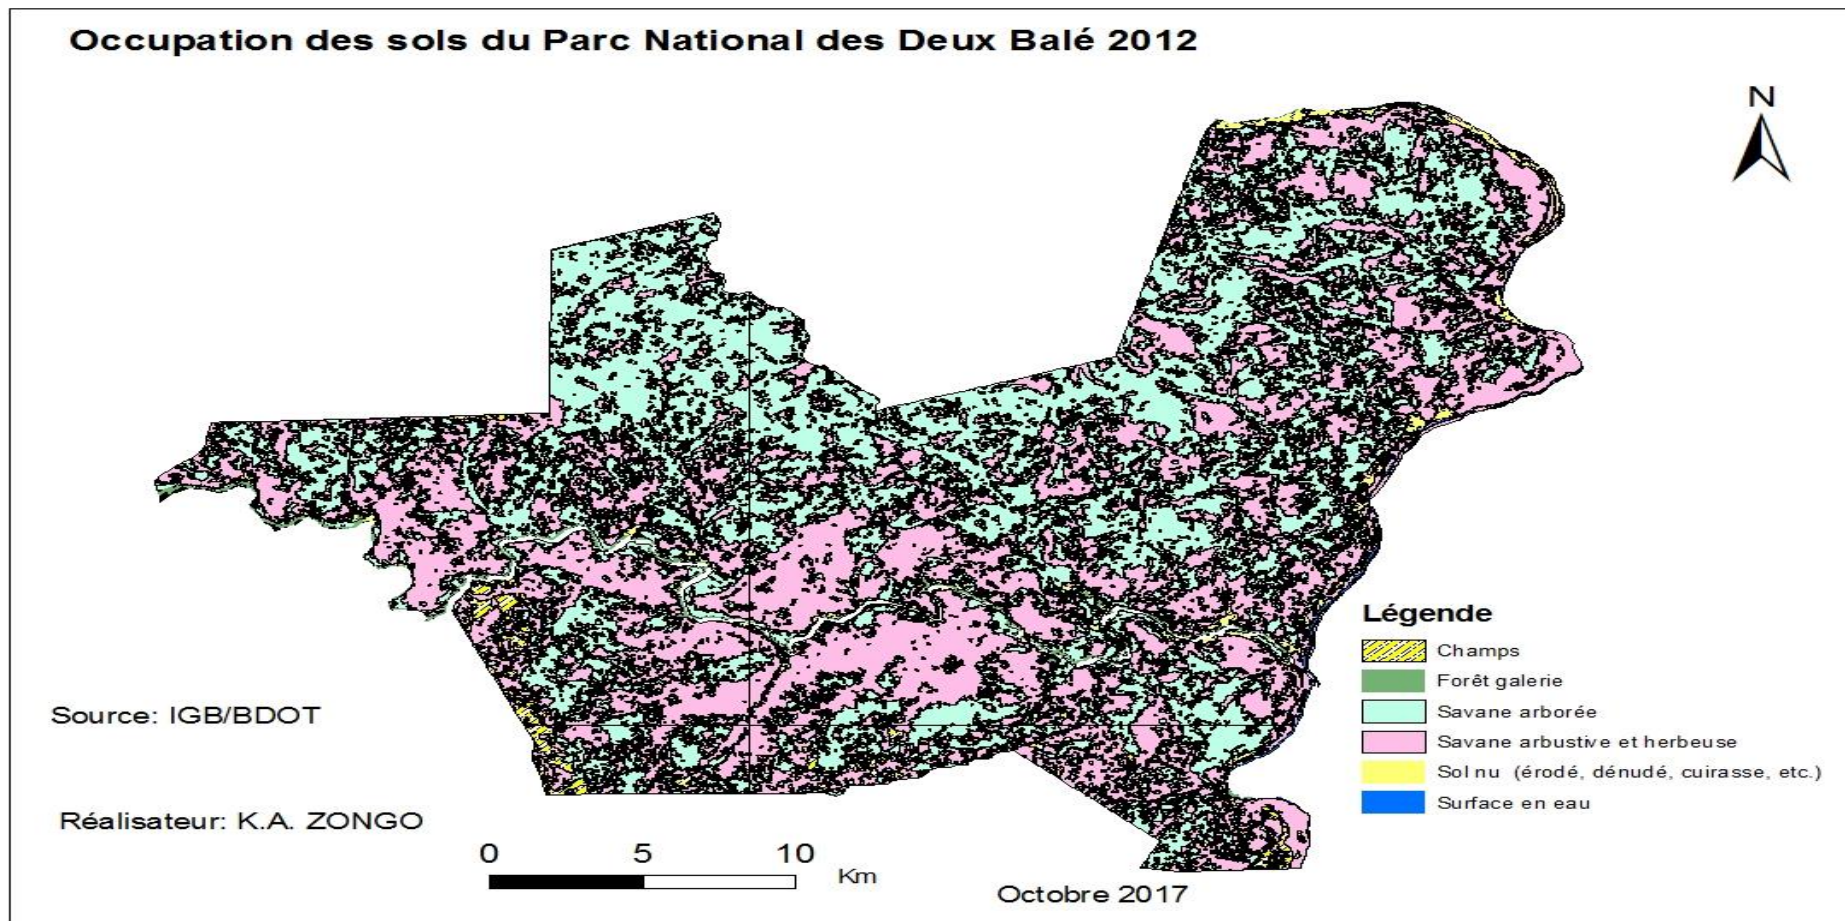 Occupation des sols du Parc National des Deux Balé 2012
N
Légende
Champs
Forêt galerie
Savane arborée
Savane arbustive et herbeuse
Sol nu (érodé, dénudé, cuirasse, etc.)
Surface en eau
Source: IGB/BDOT
Réalisateur: K.A. ZONGO
0 5 10
Km
Octobre 2017